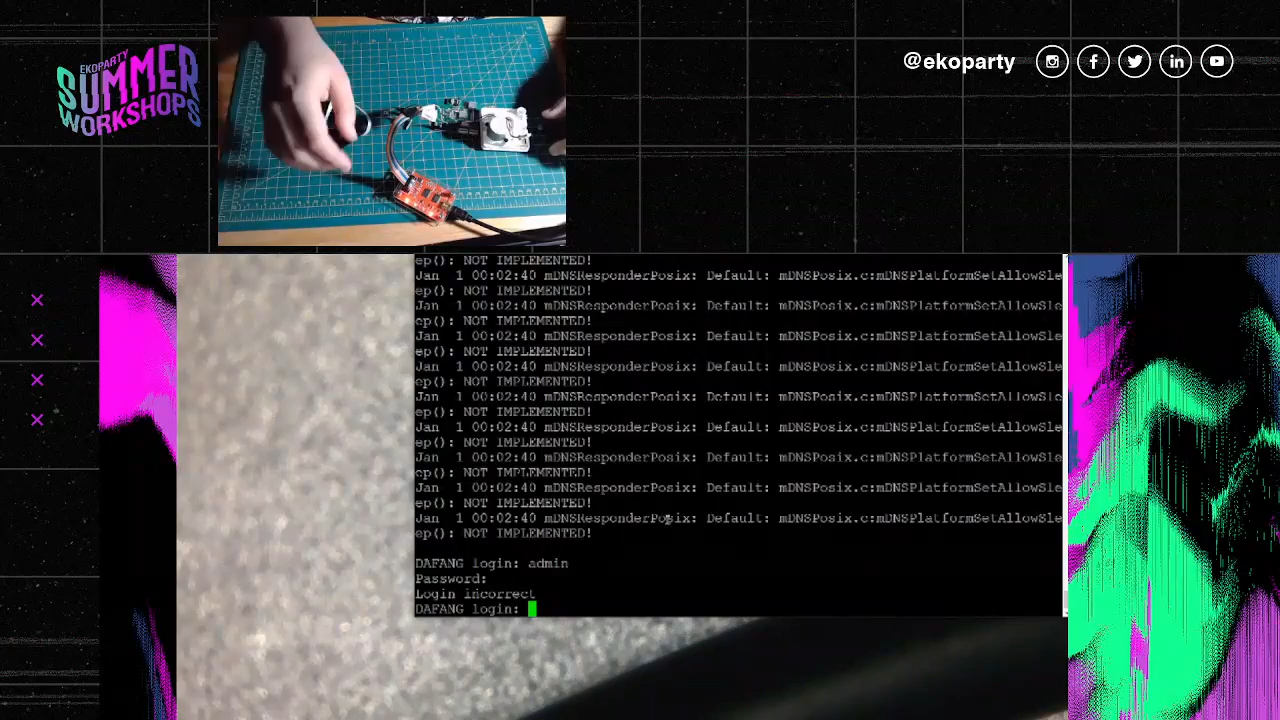 EKOPARTY
SUMMER
WORKSHOPS
@ekoparty
ep(): NOT IMPLEMENTED!
Jan  1 00:02:40 mDNSResponderPosix: Default: mDNSPosix.c:mDNSPlatformSetAllowSle
ep(): NOT IMPLEMENTED!
Jan  1 00:02:40 mDNSResponderPosix: Default: mDNSPosix.c:mDNSPlatformSetAllowSle
ep(): NOT IMPLEMENTED!
Jan  1 00:02:40 mDNSResponderPosix: Default: mDNSPosix.c:mDNSPlatformSetAllowSle
ep(): NOT IMPLEMENTED!
Jan  1 00:02:40 mDNSResponderPosix: Default: mDNSPosix.c:mDNSPlatformSetAllowSle
ep(): NOT IMPLEMENTED!
Jan  1 00:02:40 mDNSResponderPosix: Default: mDNSPosix.c:mDNSPlatformSetAllowSle
ep(): NOT IMPLEMENTED!
Jan  1 00:02:40 mDNSResponderPosix: Default: mDNSPosix.c:mDNSPlatformSetAllowSle
ep(): NOT IMPLEMENTED!
Jan  1 00:02:40 mDNSResponderPosix: Default: mDNSPosix.c:mDNSPlatformSetAllowSle
ep(): NOT IMPLEMENTED!
Jan  1 00:02:40 mDNSResponderPosix: Default: mDNSPosix.c:mDNSPlatformSetAllowSle
ep(): NOT IMPLEMENTED!
Jan  1 00:02:40 mDNSResponderPosix: Default: mDNSPosix.c:mDNSPlatformSetAllowSle
ep(): NOT IMPLEMENTED!
DAFANG login: admin
Password:
Login incorrect
DAFANG login: